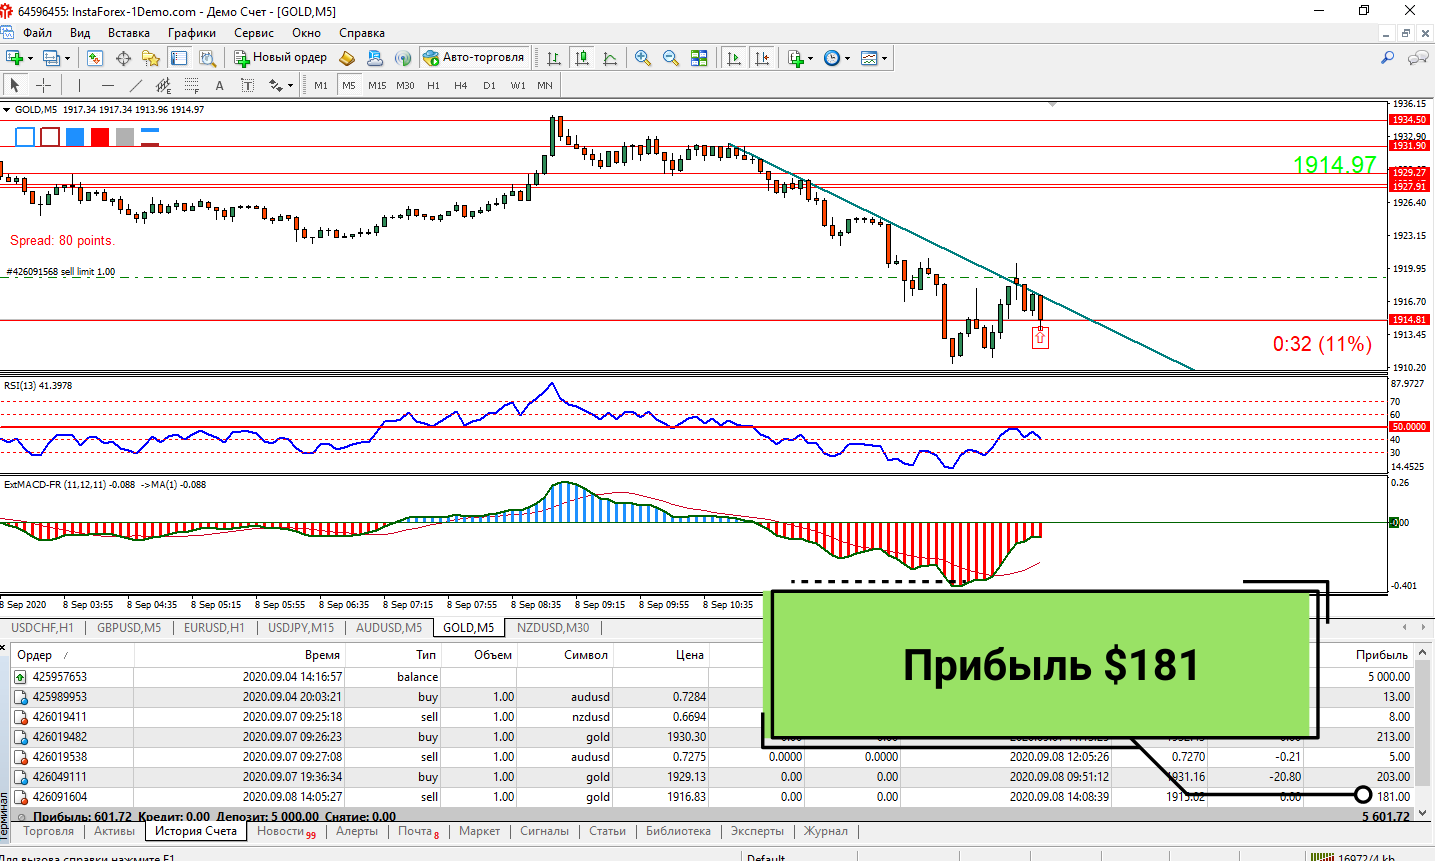 64596455: InstaForex-1Demo.com - Демо Счет - [GOLD,M5]
Файл Вид Вставка Графики Сервис Окно Справка
Новый ордер Авто-торговля
A T M1 M5 M15 M30 H1 H4 D1 W1 MN
GOLD,M5 1917.34 1917.34 1913.96 1914.97
1936.15
1934.50
1932.90
1931.90
1914.97
1929.27
1927.91
1926.40
Spread: 80 points.
1923.15
#426091568 sell limit 1.00
1919.95
1916.70
1914.81
1913.45
0:32 (11%)
1910.20
RSI(13) 41.3978
87.9727
70
60
50.0000
40
30
14.4525
ExtMACD-FR (11,12,11) -0.088 ->MA(1) -0.088
0.26
0.00
-0.401
8 Sep 2020 8 Sep 03:55 8 Sep 04:35 8 Sep 05:15 8 Sep 05:55 8 Sep 06:35 8 Sep 07:15 8 Sep 07:55 8 Sep 08:35 8 Sep 09:15 8 Sep 09:55 8 Sep 10:35
USDCHF,H1 GBPUSD,M5 EURUSD,H1 USDJPY,M15 AUDUSD,M5 GOLD,M5 NZDUSD,M30
Прибыль $181
Ордер / Время Тип Объем Символ Цена Прибыль
425957653 2020.09.04 14:16:57 balance 5 000.00
425989953 2020.09.04 20:03:21 buy 1.00 audusd 0.7284 13.00
426019411 2020.09.07 09:25:18 sell 1.00 nzdusd 0.6694 8.00
426019482 2020.09.07 09:26:23 buy 1.00 gold 1930.30 213.00
426019538 2020.09.07 09:27:08 sell 1.00 audusd 0.7275 0.0000 0.0000 2020.09.08 12:05:26 0.7270 -0.21 5.00
426049111 2020.09.07 19:36:34 buy 1.00 gold 1929.13 0.00 0.00 2020.09.08 09:51:12 1931.16 -20.80 203.00
426091604 2020.09.08 14:05:27 sell 1.00 gold 1916.83 0.00 0.00 2020.09.08 14:08:39 1915.02 0.00 181.00
Прибыль: 601.72 Кредит: 0.00 Депозит: 5 000.00 Снятие: 0.00 5 601.72
Терминал
Торговля Активы История Счета Новости 99 Алерты Почта 8 Маркет Сигналы Статьи Библиотека Эксперты Журнал
Для вызова справки нажмите F1 Default 16972/4 kb